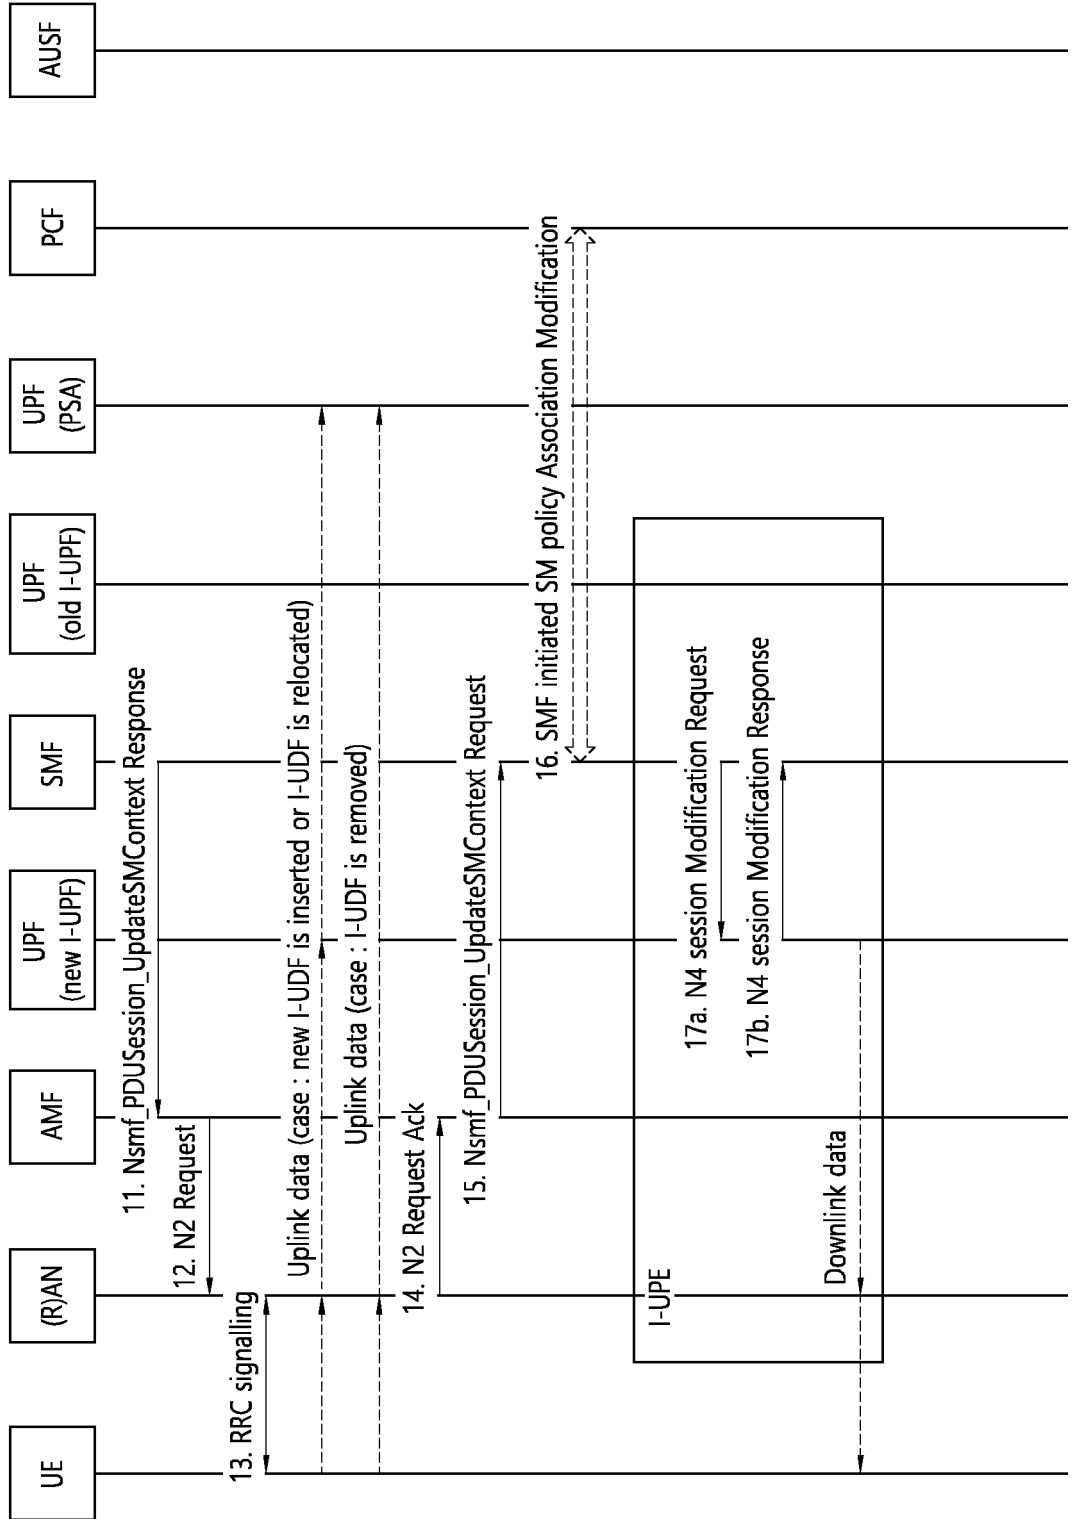 UE
(R)AN
AMF
UPF
(new I-UPF)
SMF
UPF
(old I-UPF)
UPF
(PSA)
PCF
AUSF
11. Nsmf_PDUSession_UpdateSMContext Response
12. N2 Request
13. RRC signalling
Uplink data (case : new I-UDF is inserted or I-UDF is relocated)
Uplink data (case : I-UDF is removed)
14. N2 Request Ack
15. Nsmf_PDUSession_UpdateSMContext Request
16. SMF initiated SM policy Association Modification
I-UPE
17a. N4 session Modification Request
17b. N4 session Modification Response
Downlink data